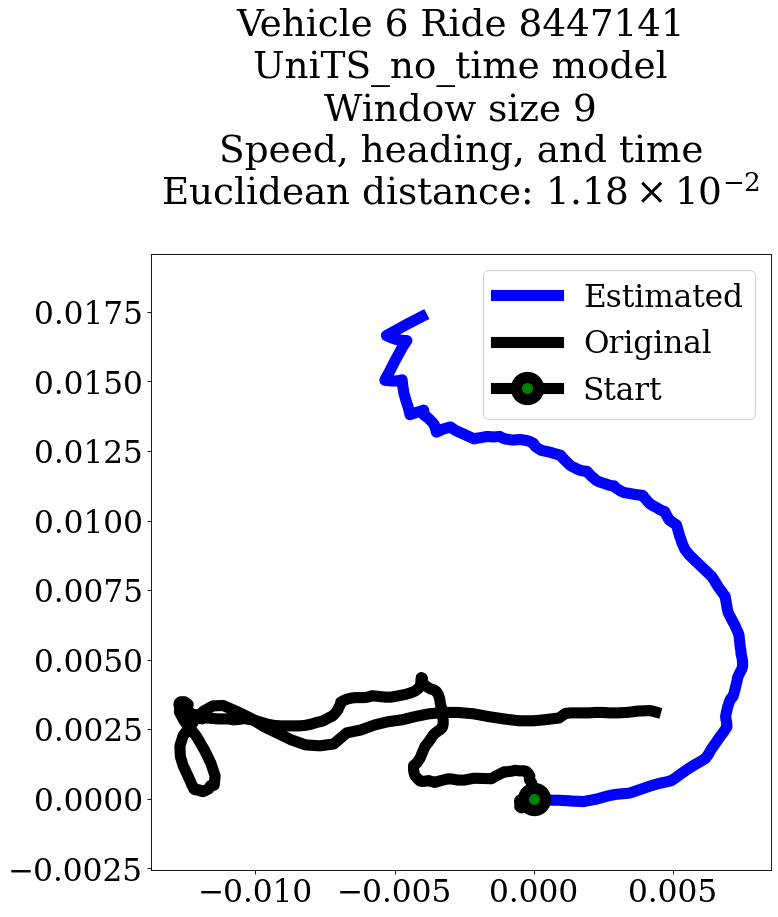 Vehicle 6 Ride 8447141
UniTS_no_time model
Window size 9
Speed, heading, and time
Euclidean distance: 1.18 × 10⁻²
Estimated
Original
Start
0.0175
0.0150
0.0125
0.0100
0.0075
0.0050
0.0025
0.0000
−0.0025
−0.010
−0.005
0.000
0.005